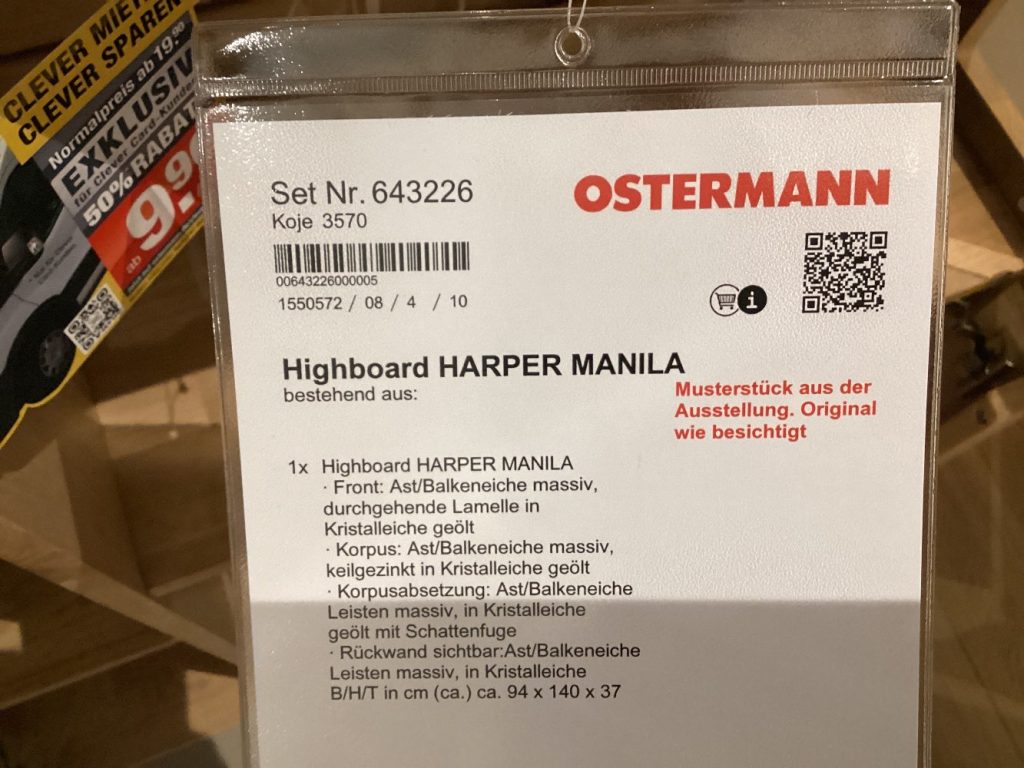 CLEVER MIE
CLEVER SPAREN
Normalpreis ab 19.90
EXKLUSIV
für Clever-Card-Kunden
50% RABAT
ab 9.9
Set Nr. 643226
Koje 3570
OSTERMANN
00643226000005
1550572 / 08 / 4 / 10
i
Highboard HARPER MANILA
bestehend aus:
Musterstück aus der
Ausstellung. Original
wie besichtigt
1x Highboard HARPER MANILA
· Front: Ast/Balkeneiche massiv,
durchgehende Lamelle in
Kristalleiche geölt
· Korpus: Ast/Balkeneiche massiv,
keilgezinkt in Kristalleiche geölt
· Korpusabsetzung: Ast/Balkeneiche
Leisten massiv, in Kristalleiche
geölt mit Schattenfuge
· Rückwand sichtbar:Ast/Balkeneiche
Leisten massiv, in Kristalleiche
B/H/T in cm (ca.) ca. 94 x 140 x 37